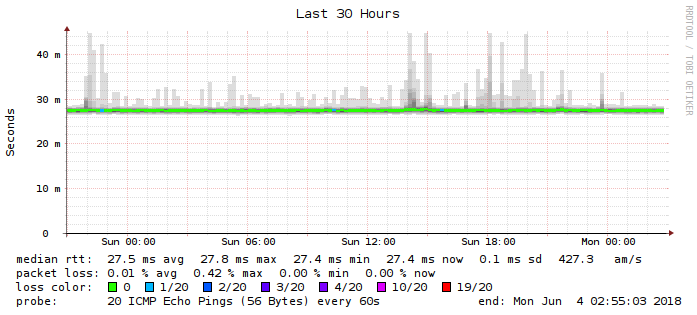 Last 30 Hours
RRDTOOL / TOBI OETIKER
Seconds
40 m
30 m
20 m
10 m
0
Sun 00:00 Sun 06:00 Sun 12:00 Sun 18:00 Mon 00:00
median rtt: 27.5 ms avg 27.8 ms max 27.4 ms min 27.4 ms now 0.1 ms sd 427.3 am/s
packet loss: 0.01 % avg 0.42 % max 0.00 % min 0.00 % now
loss color: 0 1/20 2/20 3/20 4/20 10/20 19/20
probe: 20 ICMP Echo Pings (56 Bytes) every 60s end: Mon Jun 4 02:55:03 2018